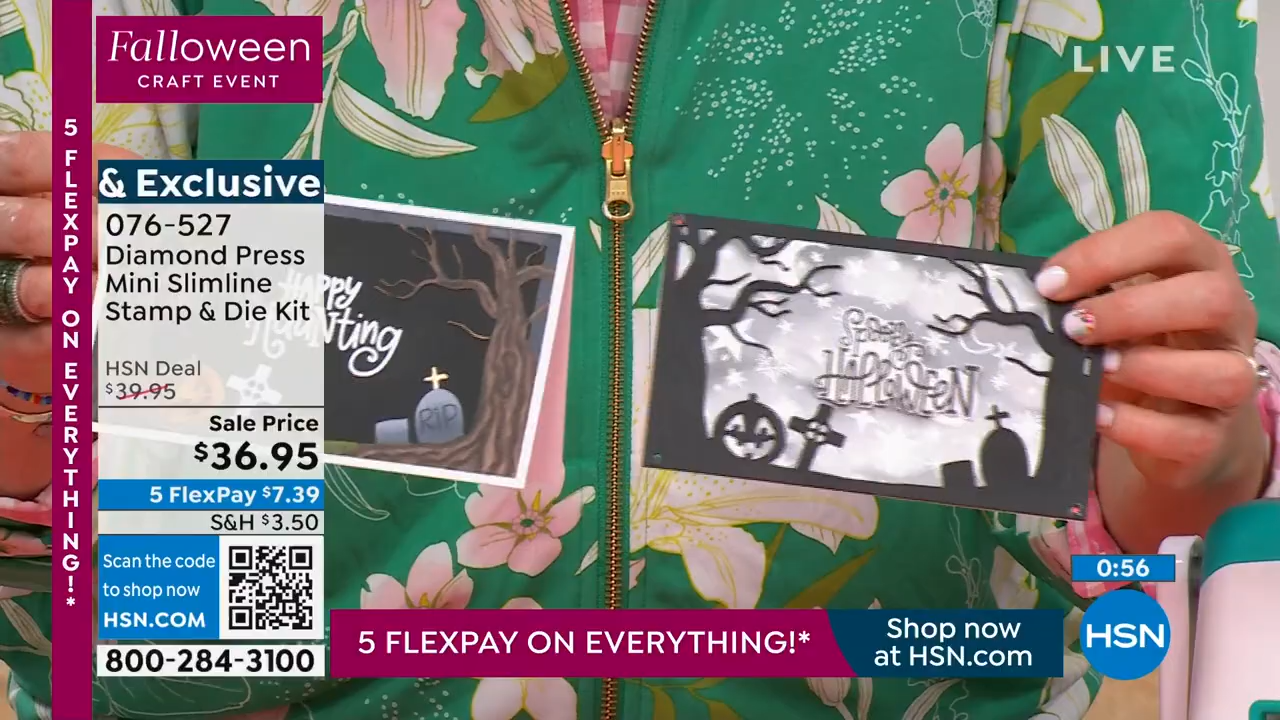 Falloween
CRAFT EVENT
LIVE
5 FLEXPAY ON EVERYTHING!*
& Exclusive
076-527
Diamond Press
Mini Slimline
Stamp & Die Kit
HSN Deal
$39.95
Sale Price
$36.95
5 FlexPay $7.39
S&H $3.50
Scan the code
to shop now
HSN.COM
800-284-3100
HAPPY
HAUNTING
RIP
SPOOKY
HALLOWEEN
0:56
5 FLEXPAY ON EVERYTHING!*
Shop now
at HSN.com
HSN